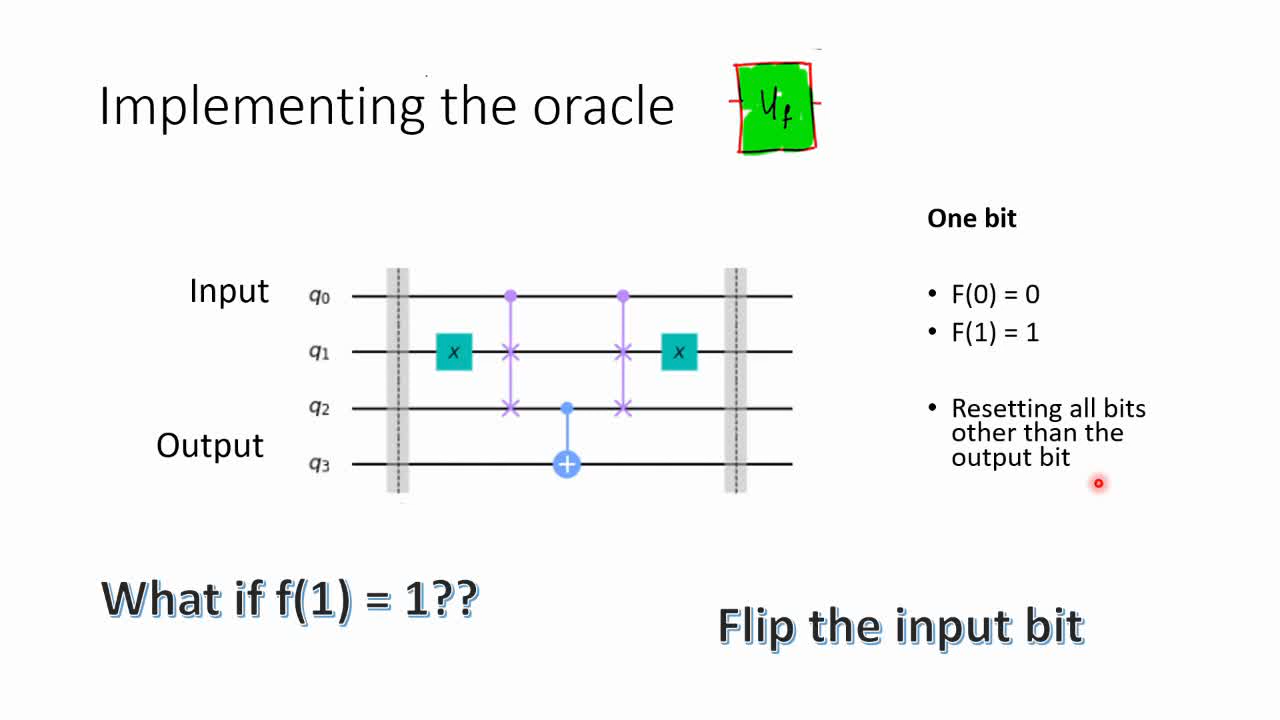 Implementing the oracle
U_f
One bit
Input
q0
• F(0) = 0
• F(1) = 1
q1
X
X
q2
• Resetting all bits
other than the
output bit
Output
q3
What if f(1) = 1??
Flip the input bit